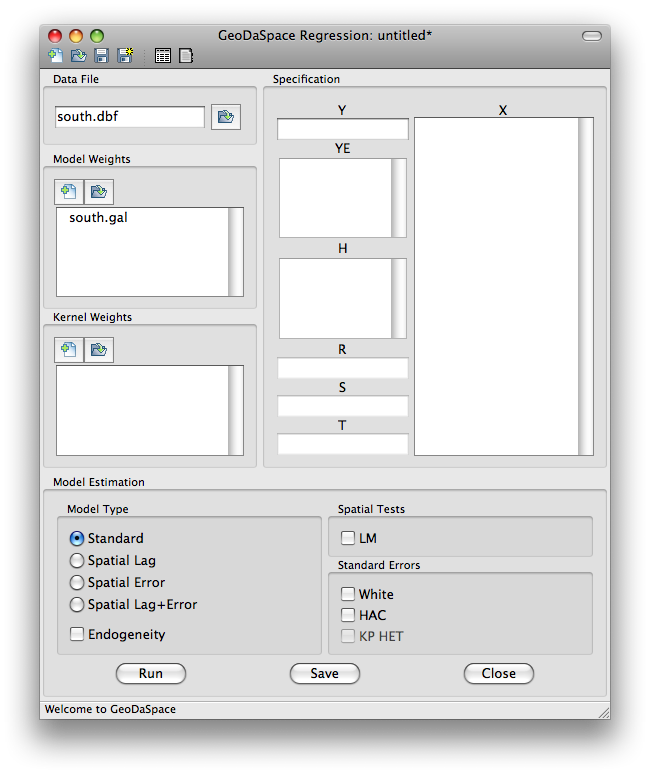 GeoDaSpace Regression: untitled*
Data File
south.dbf
Model Weights
south.gal
Kernel Weights
Specification
Y
YE
H
R
S
T
X
Model Estimation
Model Type
Standard
Spatial Lag
Spatial Error
Spatial Lag+Error
Endogeneity
Spatial Tests
LM
Standard Errors
White
HAC
KP HET
Run
Save
Close
Welcome to GeoDaSpace